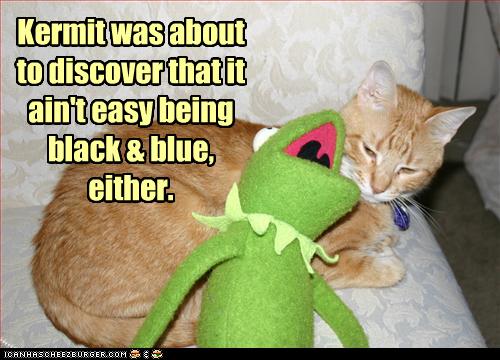 Kermit was about
to discover that it
ain't easy being
black & blue,
either.
ICANHASCHEEZBURGER.COM